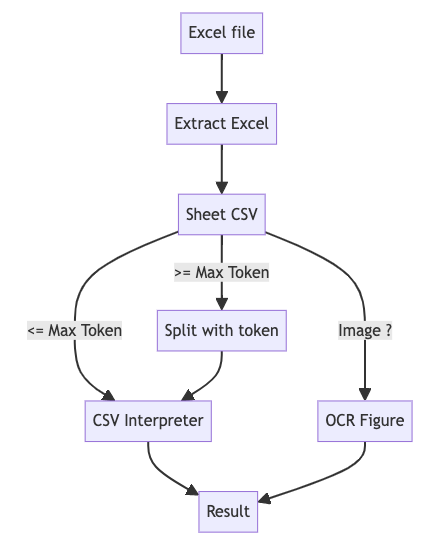 Excel file
Extract Excel
Sheet CSV
>= Max Token
<= Max Token
Split with token
Image ?
CSV Interpreter
OCR Figure
Result